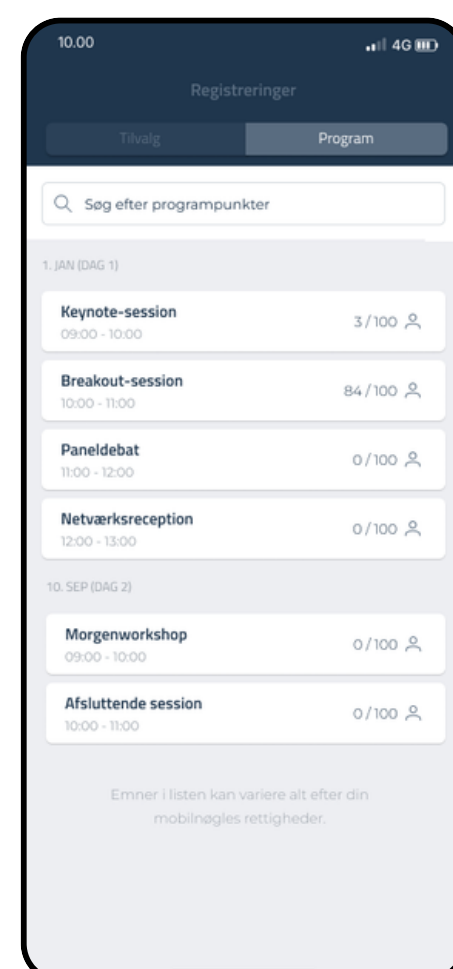 10.00 4G
Registreringer
Tilvalg Program
Søg efter programpunkter
1. JAN (DAG 1)
Keynote-session
09:00 - 10:00
3/100
Breakout-session
10:00 - 11:00
84/100
Paneldebat
11:00 - 12:00
0/100
Netværksreception
12:00 - 13:00
0/100
10. SEP (DAG 2)
Morgenworkshop
09:00 - 10:00
0/100
Afsluttende session
10:00 - 11:00
0/100
Emner i listen kan variere alt efter din
mobilnøgles rettigheder.